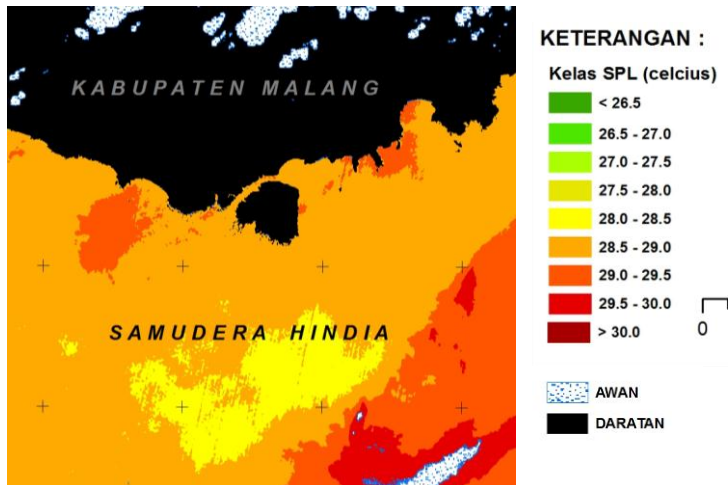 KABUPATEN MALANG
SAMUDERA HINDIA
KETERANGAN :
Kelas SPL (celcius)
< 26.5
26.5 - 27.0
27.0 - 27.5
27.5 - 28.0
28.0 - 28.5
28.5 - 29.0
29.0 - 29.5
29.5 - 30.0
> 30.0
0
AWAN
DARATAN